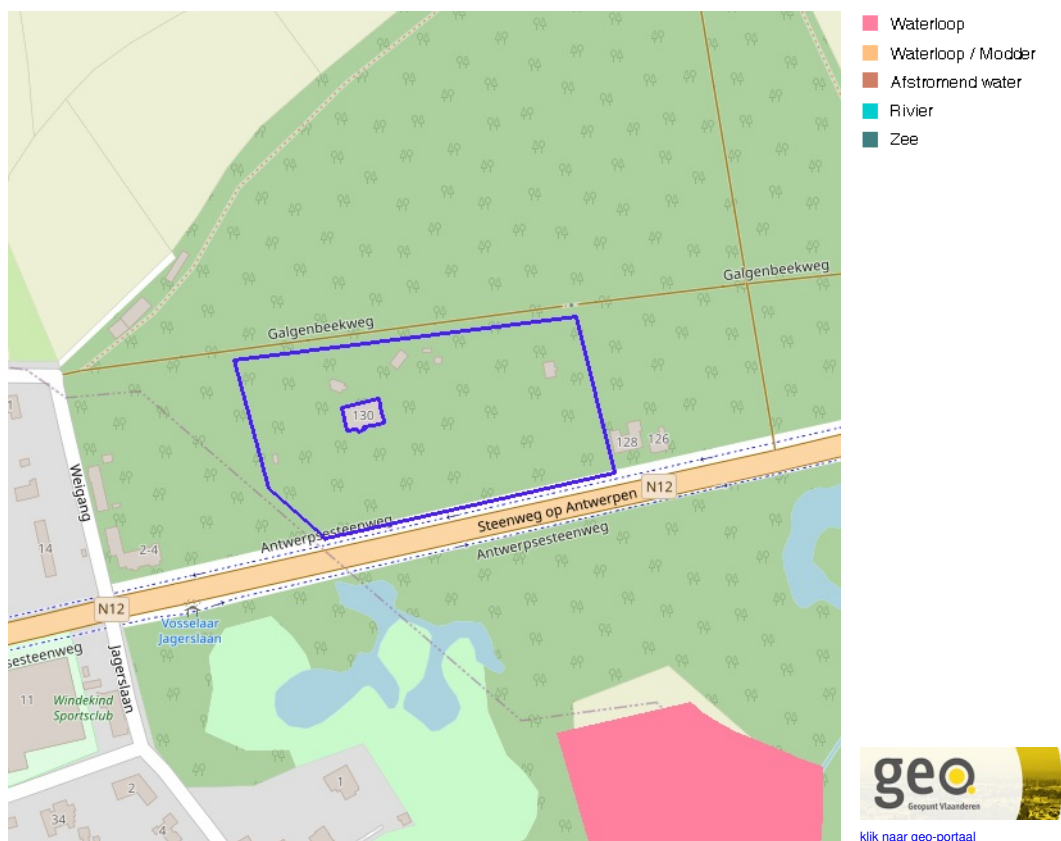 Waterloop
Waterloop / Modder
Afstromend water
Rivier
Zee
Galgenbeekweg
Galgenbeekweg
130
128
126
N12
Steenweg op Antwerpen
Antwerpsesteenweg
Antwerpsesteenweg
Weigang
1
14
2-4
N12
Vosselaar
Jagerslaan
sesteenweg
Jagerslaan
11
Windekind
Sportsclub
2
1
34
4
geo
Geopunt Vlaanderen
klik naar geo-portaal